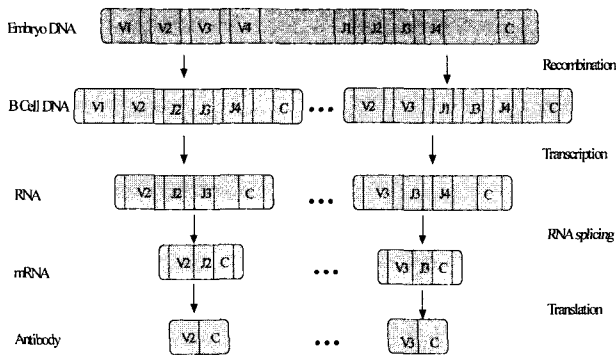 Embryo DNA V1 V2 V3 V4 J1 J2 J3 J4 C
Recombination
B Cell DNA V1 V2 J2 J3 J4 C ••• V2 V3 J1 J3 J4 C
Transcription
RNA V2 J2 J3 C ••• V3 J3 J4 C
RNA splicing
mRNA V2 J2 C ••• V3 J3 C
Translation
Antibody V2 C ••• V3 C